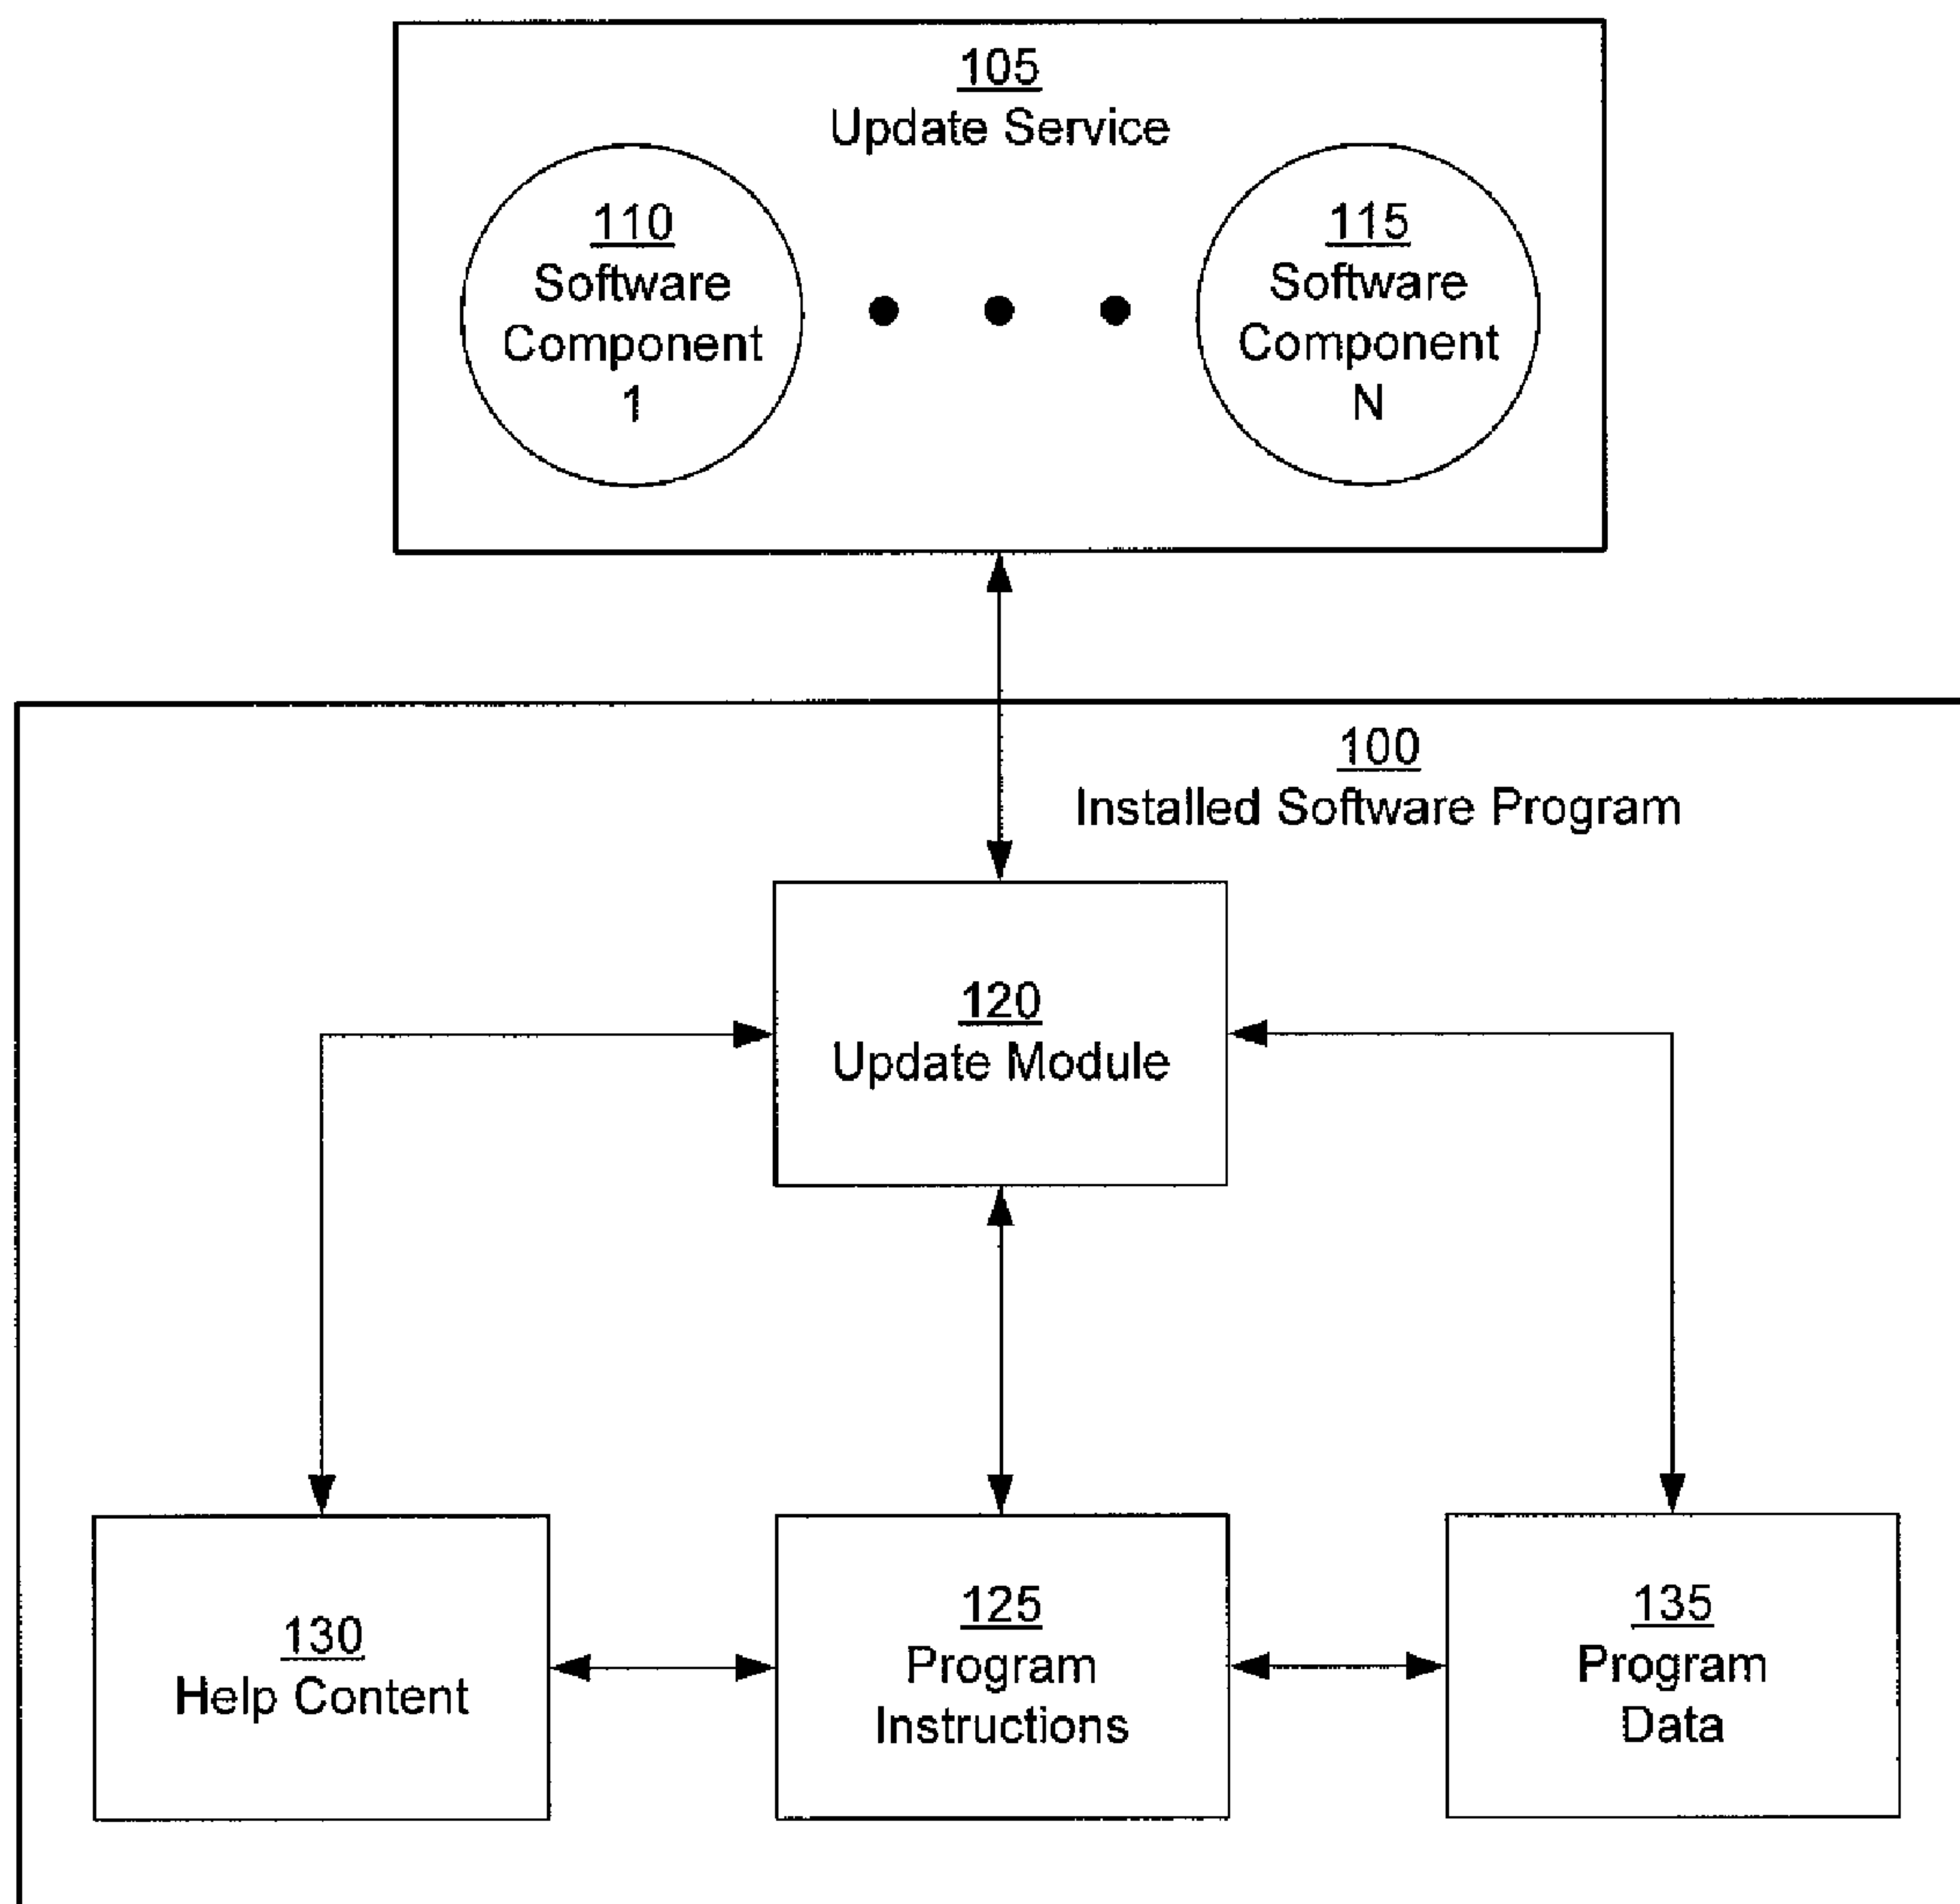 105
Update Service
110
Software
Component
1
115
Software
Component
N
100
Installed Software Program
120
Update Module
130
Help Content
125
Program
Instructions
135
Program
Data